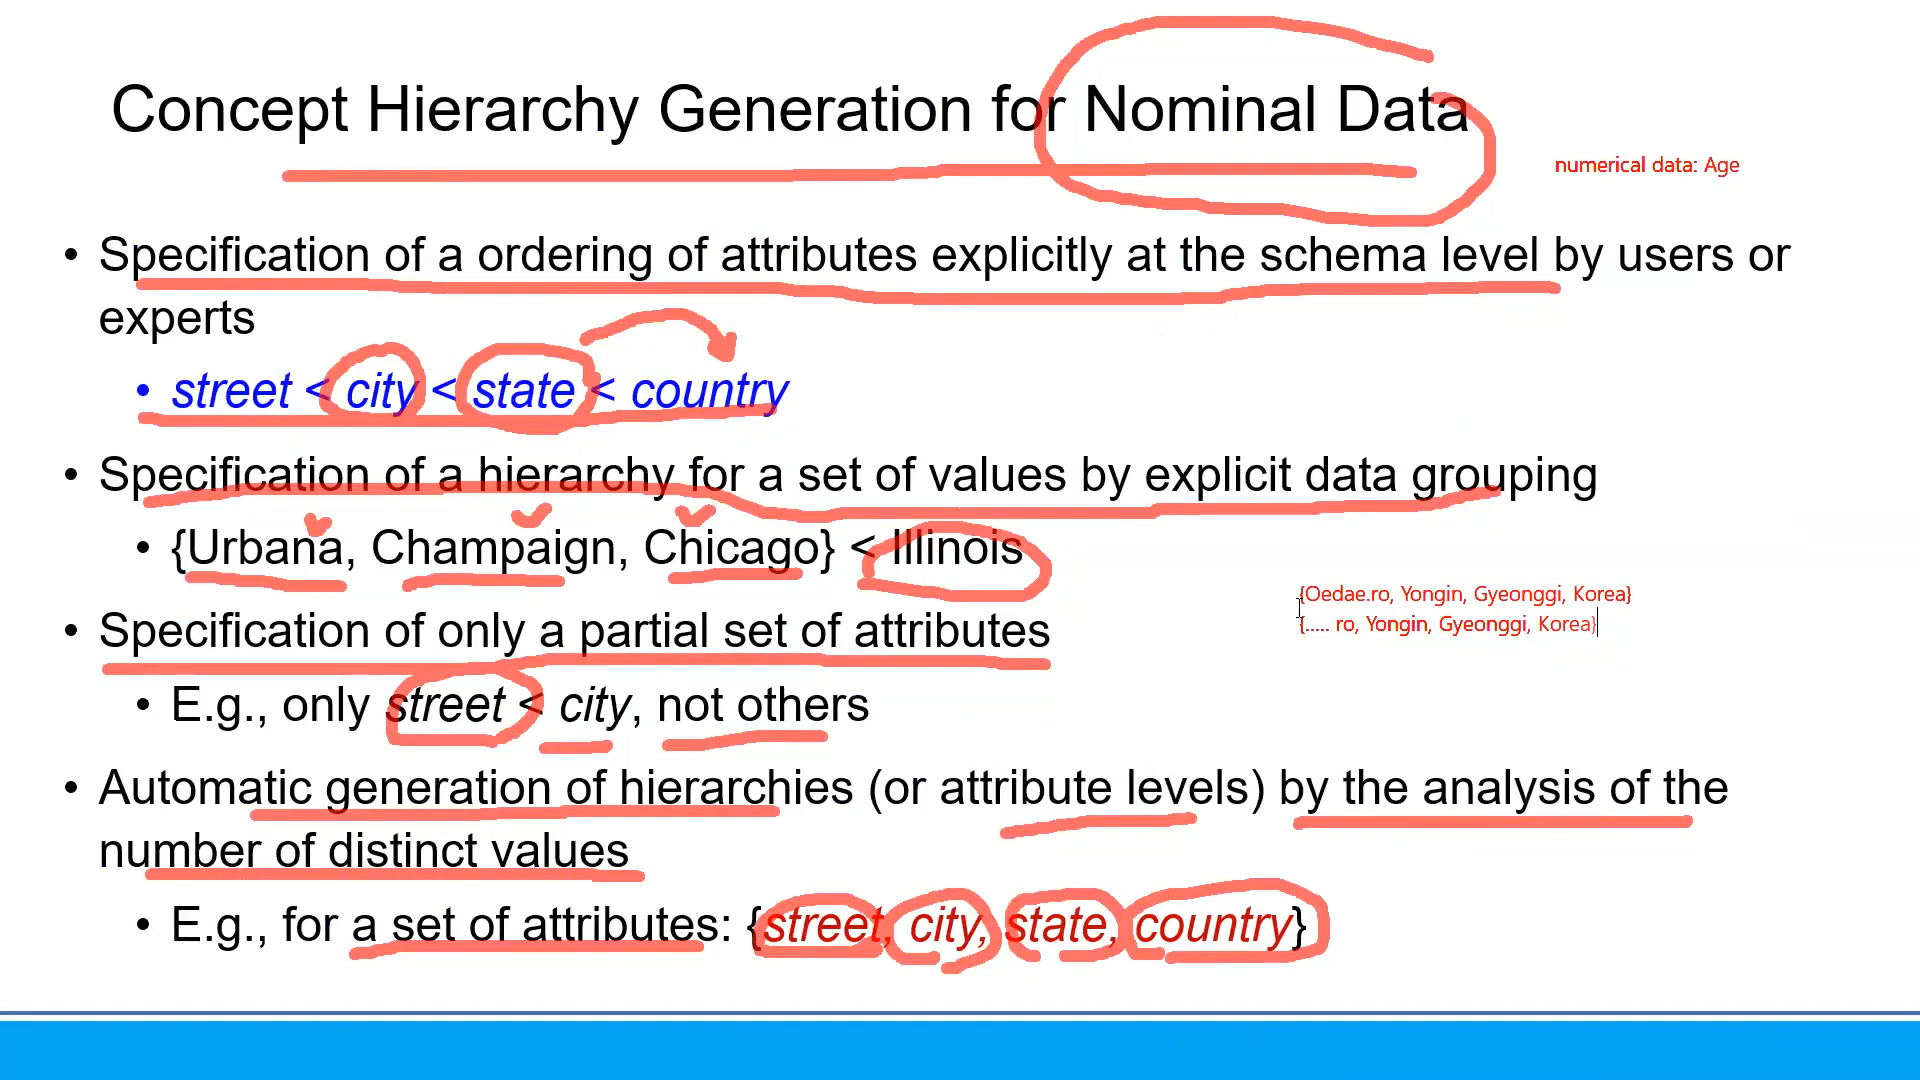 Concept Hierarchy Generation for Nominal Data
numerical data: Age
• Specification of a ordering of attributes explicitly at the schema level by users or
experts
• street < city < state < country
• Specification of a hierarchy for a set of values by explicit data grouping
• {Urbana, Champaign, Chicago} < Illinois
{Oedae.ro, Yongin, Gyeonggi, Korea}
{..... ro, Yongin, Gyeonggi, Korea}
• Specification of only a partial set of attributes
• E.g., only street < city, not others
• Automatic generation of hierarchies (or attribute levels) by the analysis of the
number of distinct values
• E.g., for a set of attributes: {street, city, state, country}